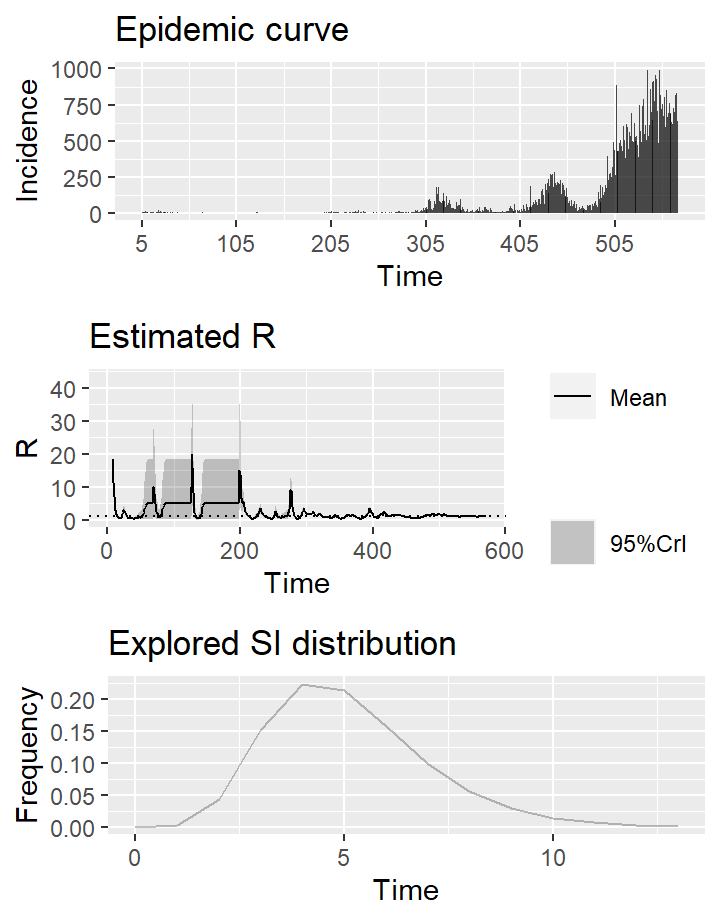 Epidemic curve
1000
750
500
250
0
Incidence
5 105 205 305 405 505
Time
Estimated R
40
30
20
10
0
R
0 200 400 600
Time
Mean
95%CrI
Explored SI distribution
0.20
0.15
0.10
0.05
0.00
Frequency
0 5 10
Time